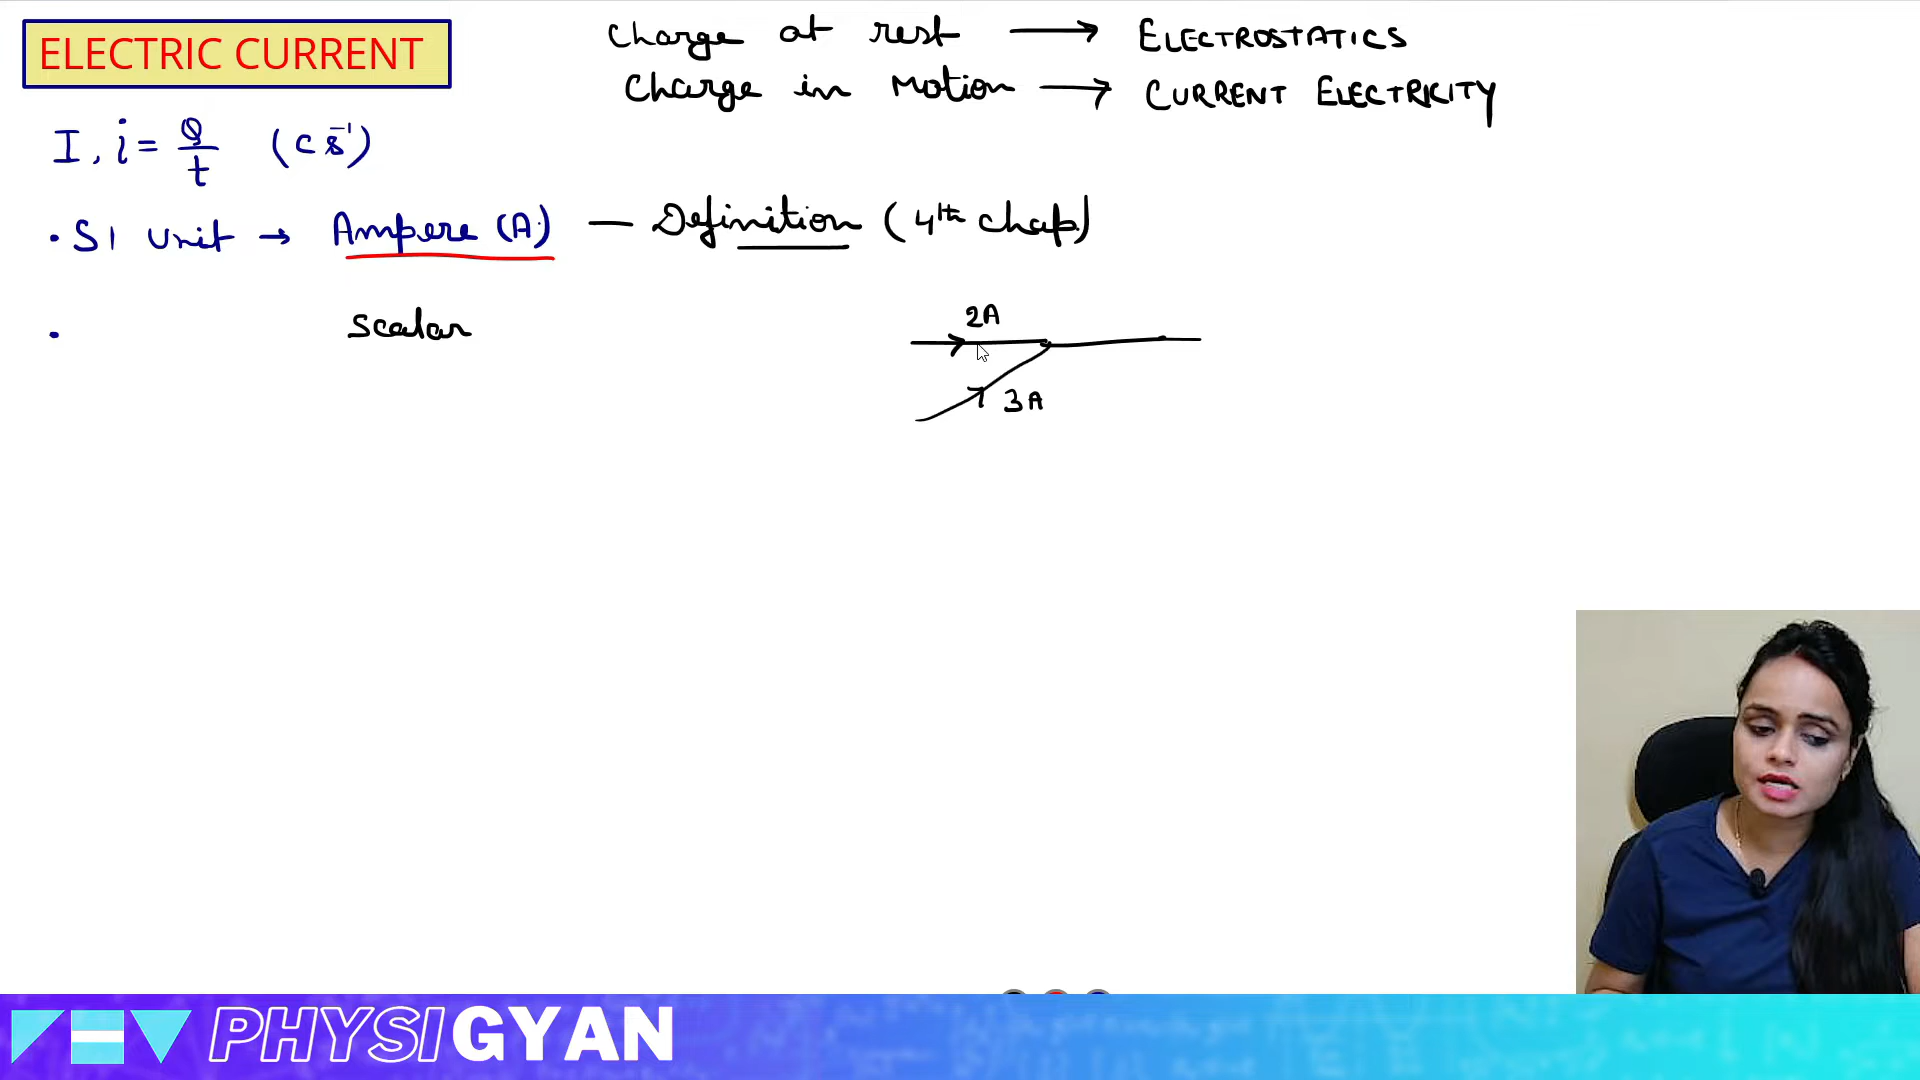 ELECTRIC CURRENT
Charge at rest → ELECTROSTATICS
Charge in Motion → CURRENT ELECTRICITY
I, i = Q/t (C s⁻¹)
• SI Unit → Ampere (A) — Definition (4th chap)
• Scalar
2A
3A
PHYSIGYAN